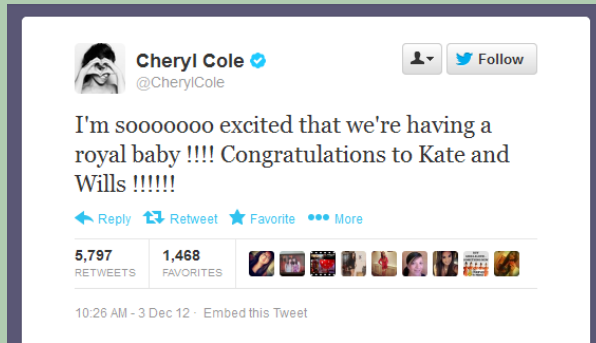 Cheryl Cole
@CherylCole
Follow
I'm sooooooo excited that we're having a
royal baby !!!! Congratulations to Kate and
Wills !!!!!!
Reply Retweet Favorite More
5,797 1,468
RETWEETS FAVORITES
10:26 AM - 3 Dec 12 · Embed this Tweet